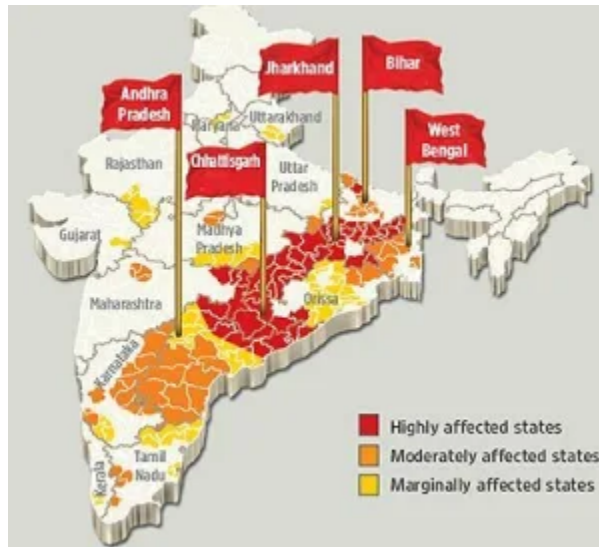 Jharkhand
Bihar
Andhra
Pradesh
Haryana
Uttarakhand
West
Bengal
Rajasthan
Chhattisgarh
Uttar
Pradesh
Gujarat
Madhya
Pradesh
Maharashtra
Orissa
Karnataka
Highly affected states
Moderately affected states
Marginally affected states
Tamil
Nadu
Kerala